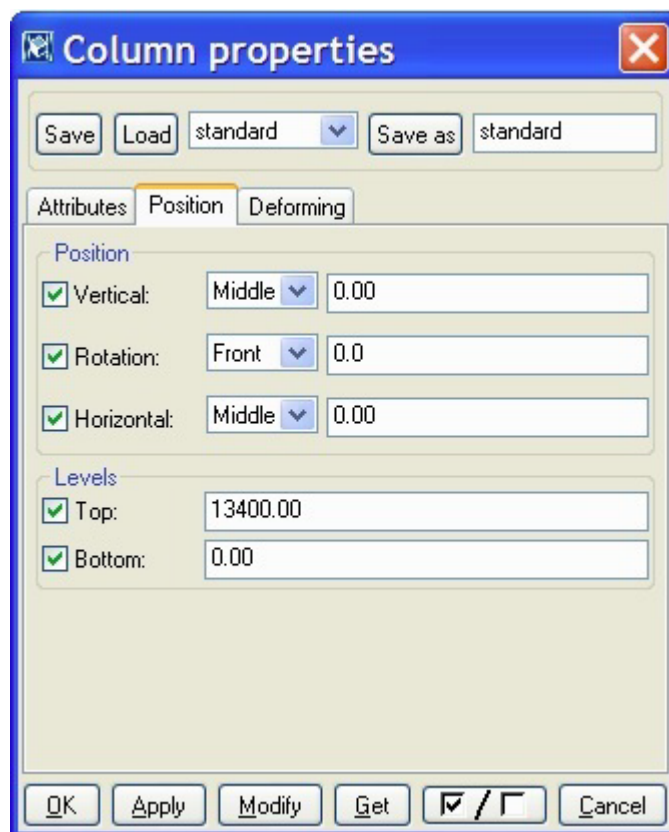 Column properties
Save Load standard Save as standard
Attributes Position Deforming
Position
Vertical: Middle 0.00
Rotation: Front 0.0
Horizontal: Middle 0.00
Levels
Top: 13400.00
Bottom: 0.00
OK Apply Modify Get / Cancel